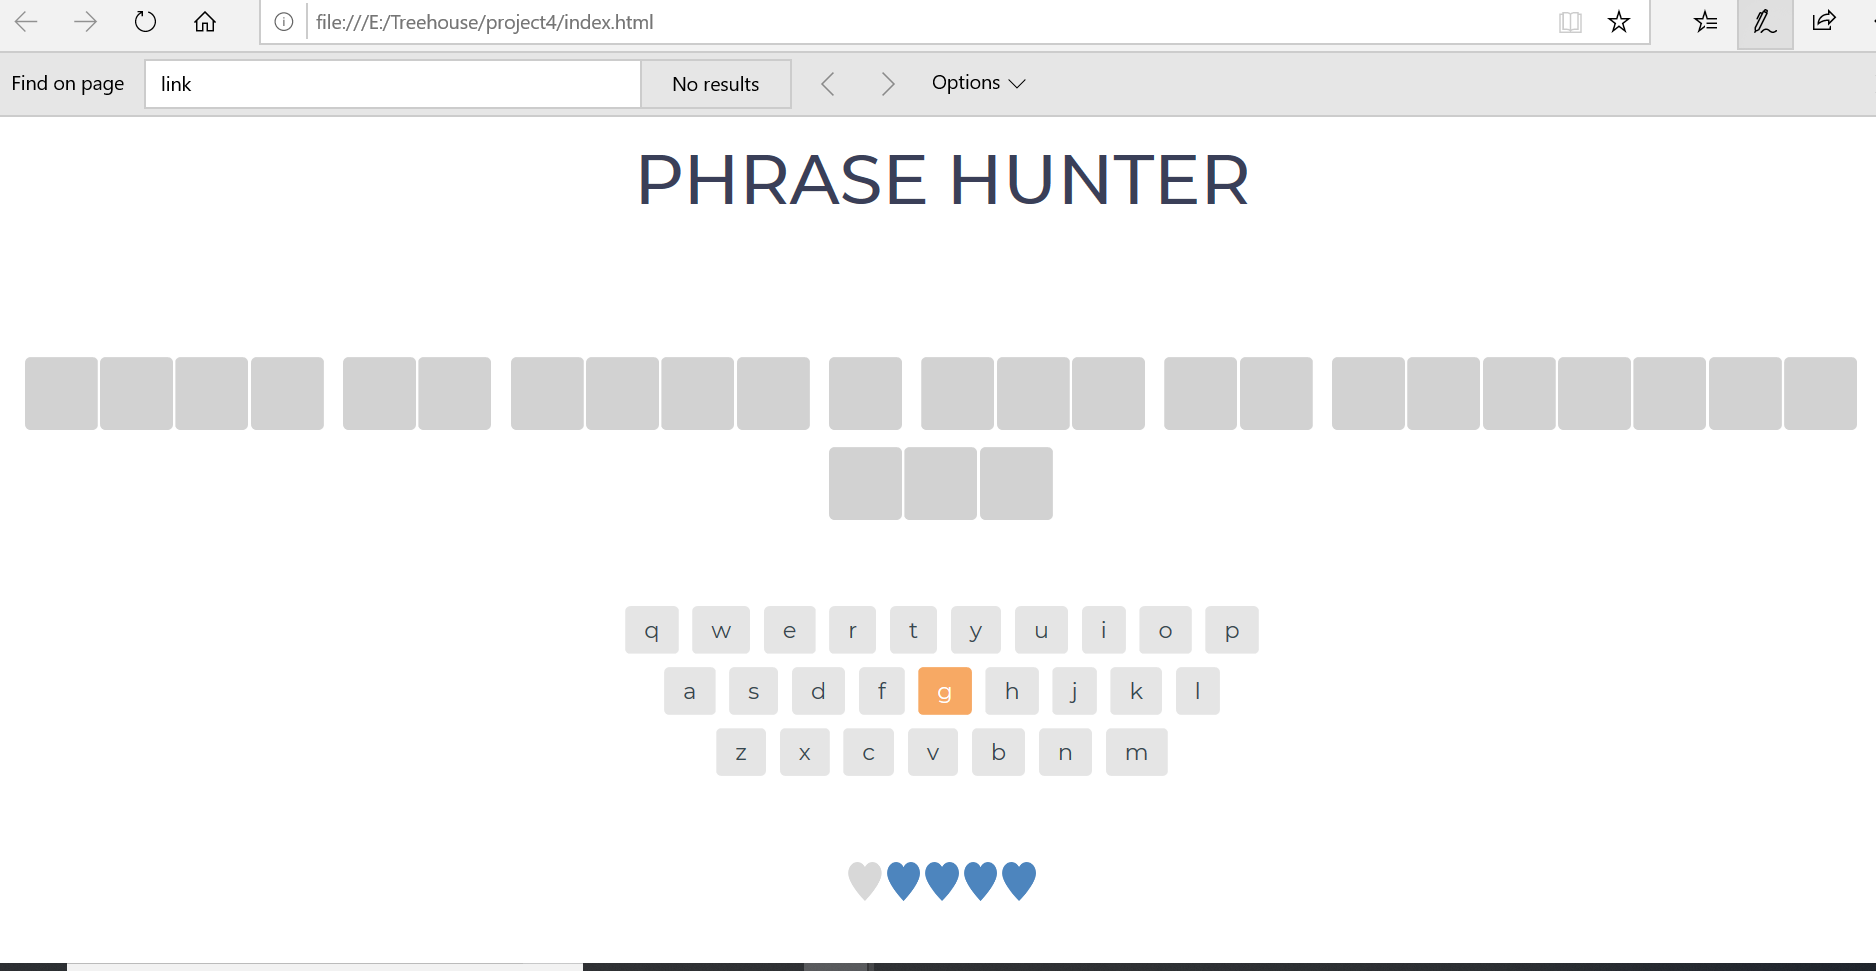 file:///E:/Treehouse/project4/index.html
Find on page link No results Options
PHRASE HUNTER
q w e r t y u i o p
a s d f g h j k l
z x c v b n m